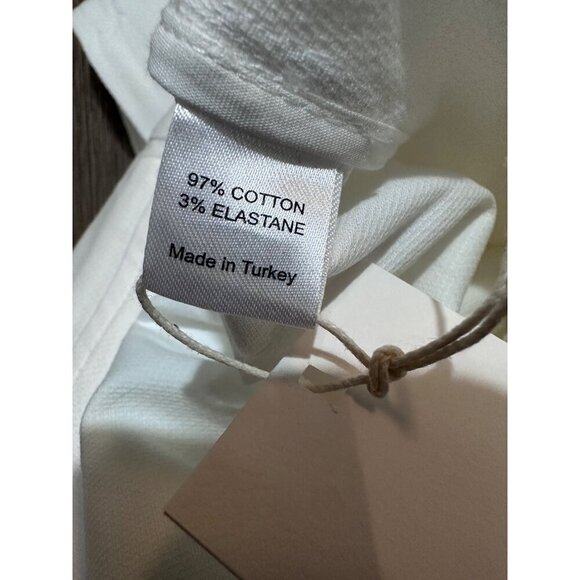 97% COTTON
3% ELASTANE
Made in Turkey